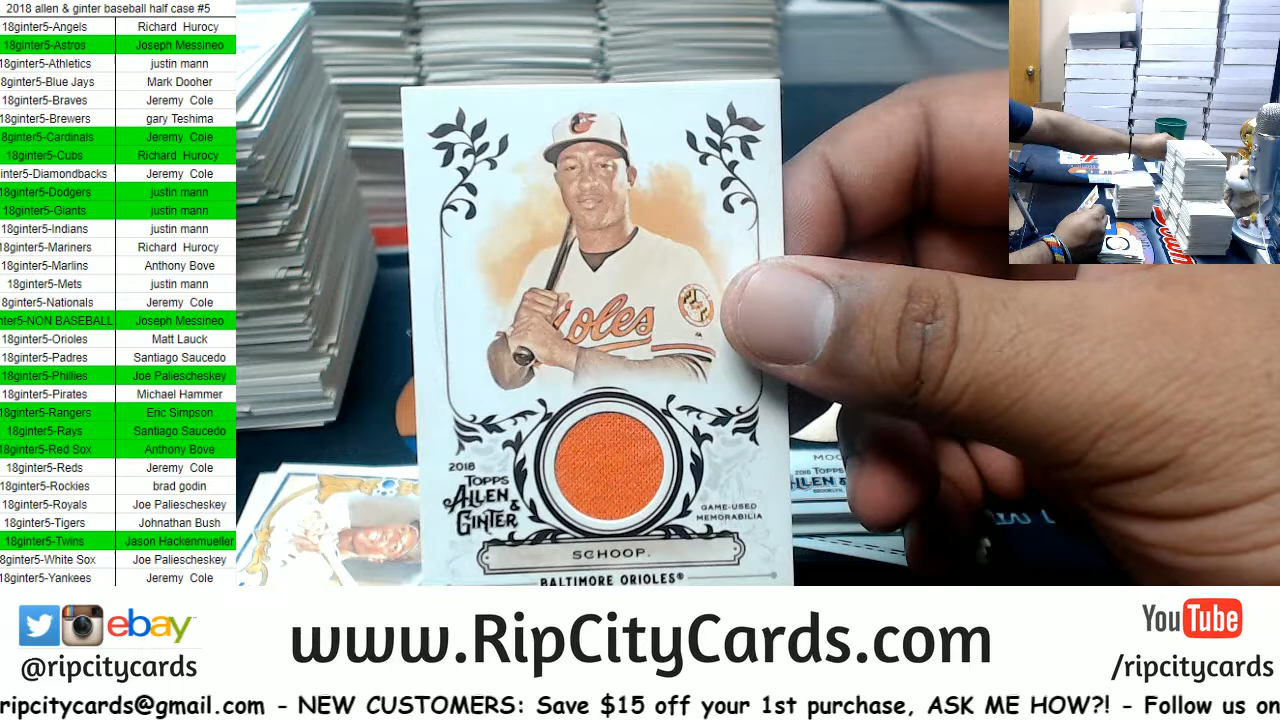 2018 allen & ginter baseball half case #5
18ginter5-Angels Richard Hurocy
18ginter5-Astros Joseph Messineo
18ginter5-Athletics justin mann
8ginter5-Blue Jays Mark Dooher
18ginter5-Braves Jeremy Cole
18ginter5-Brewers gary Teshima
8ginter5-Cardinals Jeremy Cole
18ginter5-Cubs Richard Hurocy
ginter5-Diamondbacks Jeremy Cole
18ginter5-Dodgers justin mann
18ginter5-Giants justin mann
18ginter5-Indians justin mann
18ginter5-Mariners Richard Hurocy
18ginter5-Marlins Anthony Bove
18ginter5-Mets justin mann
8ginter5-Nationals Jeremy Cole
nter5-NON BASEBALL Joseph Messineo
18ginter5-Orioles Matt Lauck
18ginter5-Padres Santiago Saucedo
18ginter5-Phillies Joe Paliescheskey
18ginter5-Pirates Michael Hammer
18ginter5-Rangers Eric Simpson
18ginter5-Rays Santiago Saucedo
18ginter5-Red Sox Anthony Bove
18ginter5-Reds Jeremy Cole
18ginter5-Rockies brad godin
18ginter5-Royals Joe Paliescheskey
18ginter5-Tigers Johnathan Bush
18ginter5-Twins Jason Hackenmueller
8ginter5-White Sox Joe Paliescheskey
18ginter5-Yankees Jeremy Cole
oles
2018
TOPPS
ALLEN &
GINTER
GAME-USED
MEMORABILIA
SCHOOP.
BALTIMORE ORIOLES®
ebay
@ripcitycards
www.RipCityCards.com
YouTube
/ripcitycards
ripcitycards@gmail.com - NEW CUSTOMERS: Save $15 off your 1st purchase, ASK ME HOW?! - Follow us on